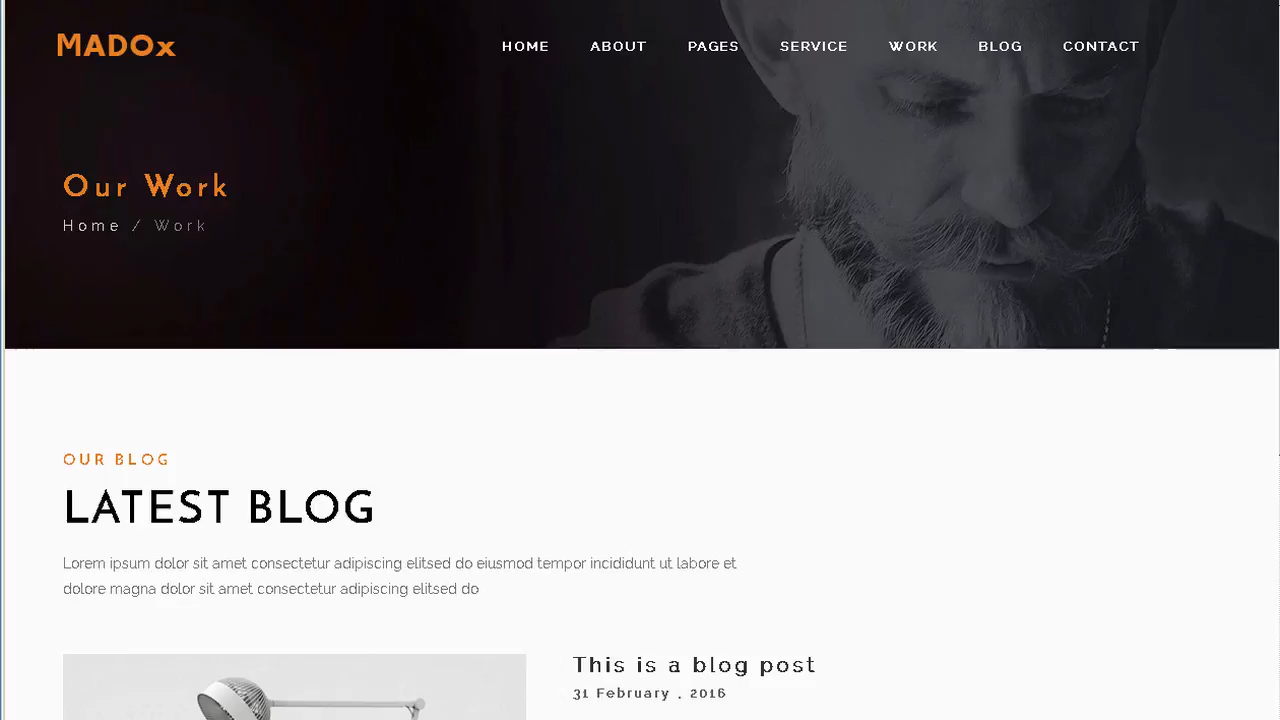 MADOx
HOME ABOUT PAGES SERVICE WORK BLOG CONTACT
Our Work
Home / Work
OUR BLOG
LATEST BLOG
Lorem ipsum dolor sit amet consectetur adipiscing elitsed do eiusmod tempor incididunt ut labore et
dolore magna dolor sit amet consectetur adipiscing elitsed do
This is a blog post
31 February , 2016